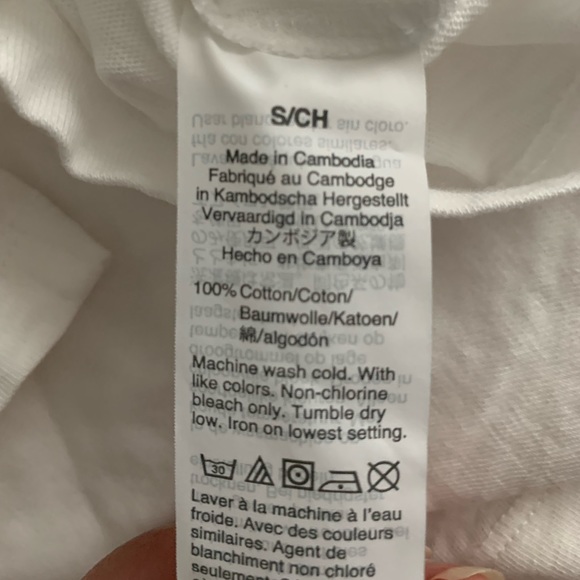 S/CH
Made in Cambodia
Fabriqué au Cambodge
in Kambodscha Hergestellt
Vervaardigd in Cambodja
カンボジア製
Hecho en Camboya
100% Cotton/Coton/
Baumwolle/Katoen/
綿/algodón
Machine wash cold. With
like colors. Non-chlorine
bleach only. Tumble dry
low. Iron on lowest setting.
30
Laver à la machine à l'eau
froide. Avec des couleurs
similaires. Agent de
blanchiment non chloré
seulement.